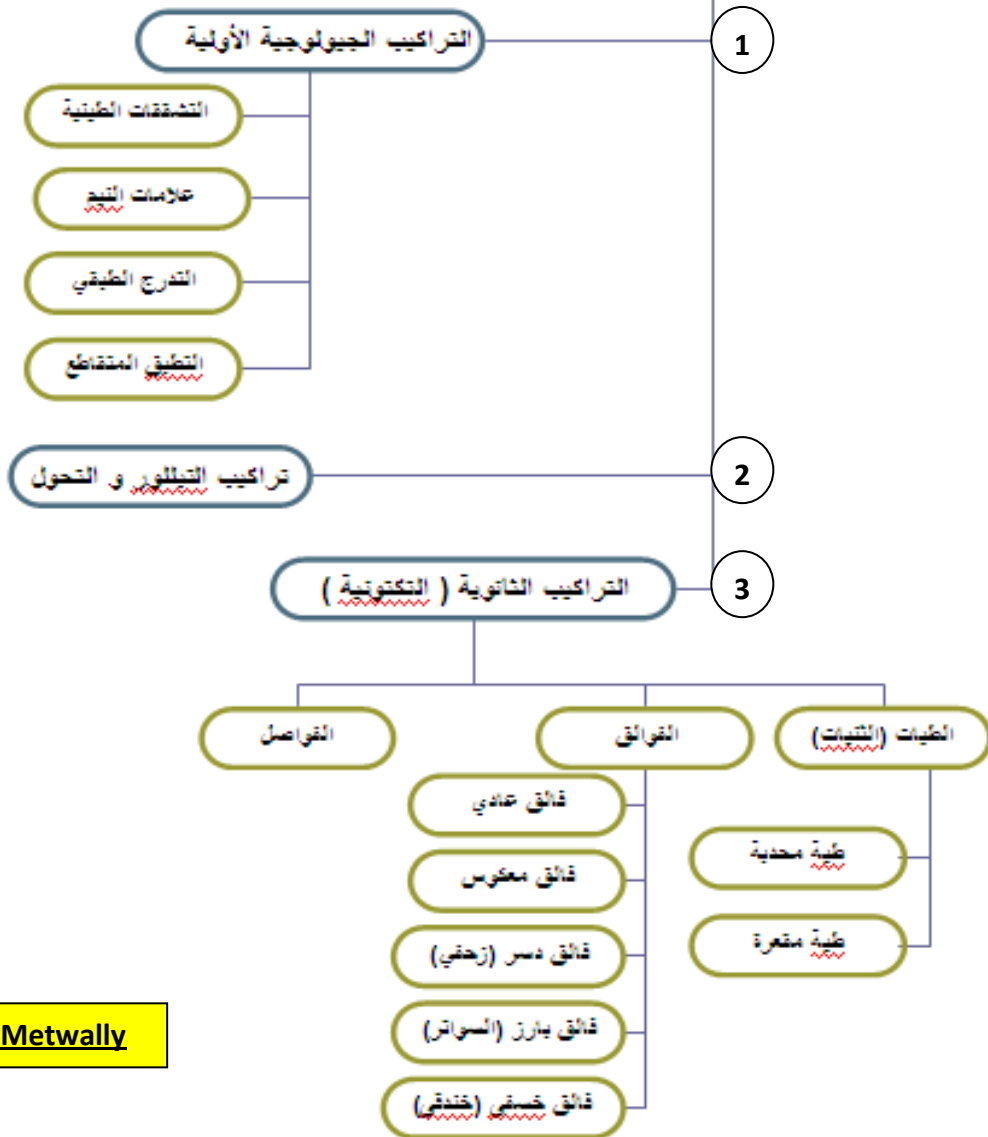 التراكيب الجيولوجية الأولية
1
التشققات الطينية
علامات النيم
التدرج الطبقي
التطبق المتقاطع
تراكيب التبللور و التحول
2
التراكيب الثانوية ( التكتونية )
3
الطيات (الثنيات)
الفوالق
الفواصل
طية محدبة
طية مقعرة
فالق عادي
فالق معكوس
فالق دسر (زحفي)
فالق بارز (السواتر)
فالق خسفي (خندقي)
Metwally